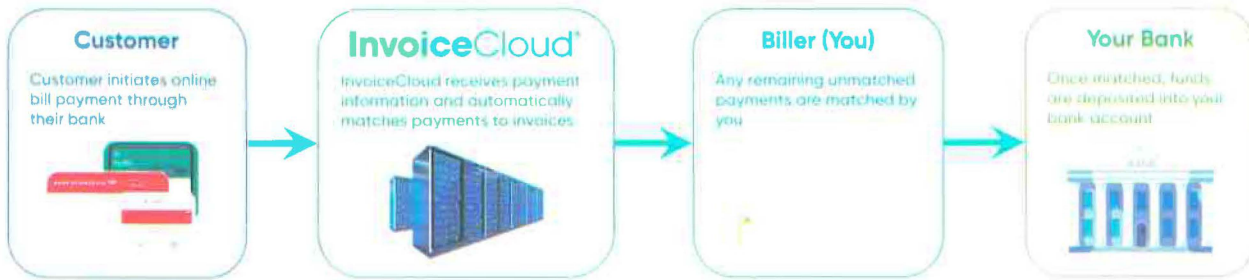 Customer
Customer initiates online
bill payment through
their bank
InvoiceCloud®
InvoiceCloud receives payment
information and automatically
matches payments to invoices
Biller (You)
Any remaining unmatched
payments are matched by
you
Your Bank
Once matched, funds
are deposited into your
bank account